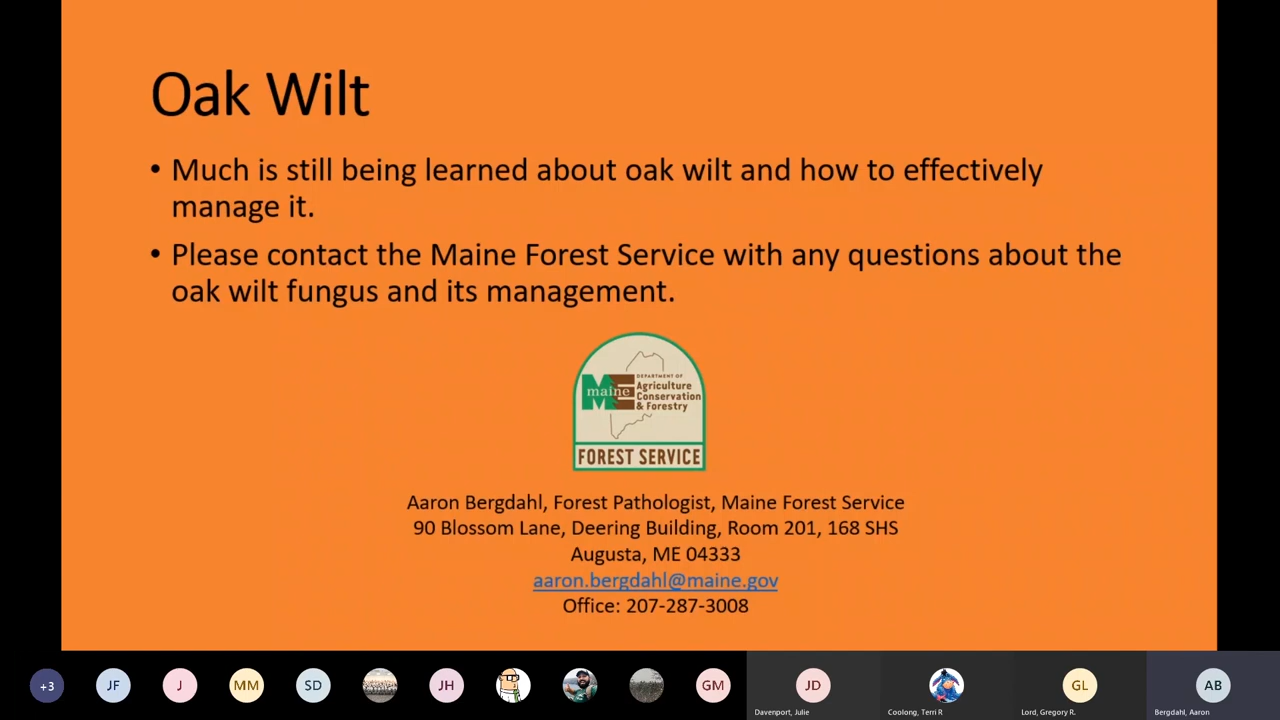 Oak Wilt
• Much is still being learned about oak wilt and how to effectively
manage it.
• Please contact the Maine Forest Service with any questions about the
oak wilt fungus and its management.
DEPARTMENT OF
maine
Agriculture
Conservation
& Forestry
FOREST SERVICE
Aaron Bergdahl, Forest Pathologist, Maine Forest Service
90 Blossom Lane, Deering Building, Room 201, 168 SHS
Augusta, ME 04333
aaron.bergdahl@maine.gov
Office: 207-287-3008
+3 JF J MM SD JH GM JD GL AB
Davenport, Julie Coolong, Terri R Lord, Gregory R. Bergdahl, Aaron